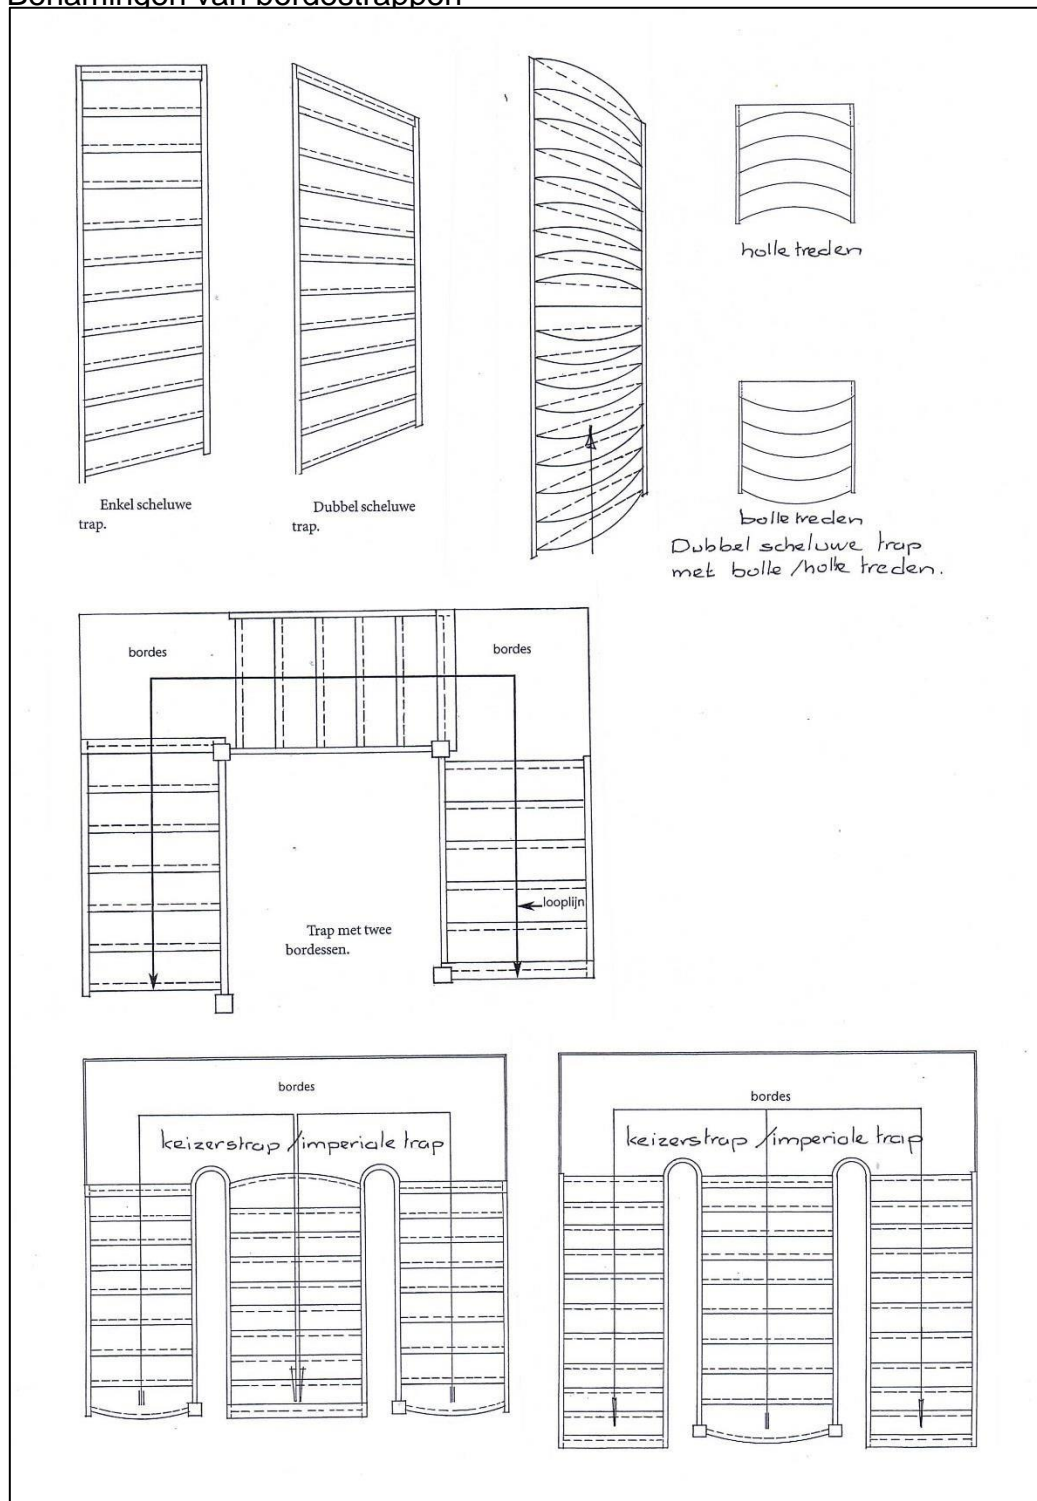 Benamingen van bordestrappen
holle treden
Enkel scheluwe
trap.
Dubbel scheluwe
trap.
bolle treden
Dubbel scheluwe trap
met bolle /holle treden.
bordes
bordes
looplijn
Trap met twee
bordessen.
bordes
keizerstrap /imperiale trap
bordes
keizerstrap /imperiale trap